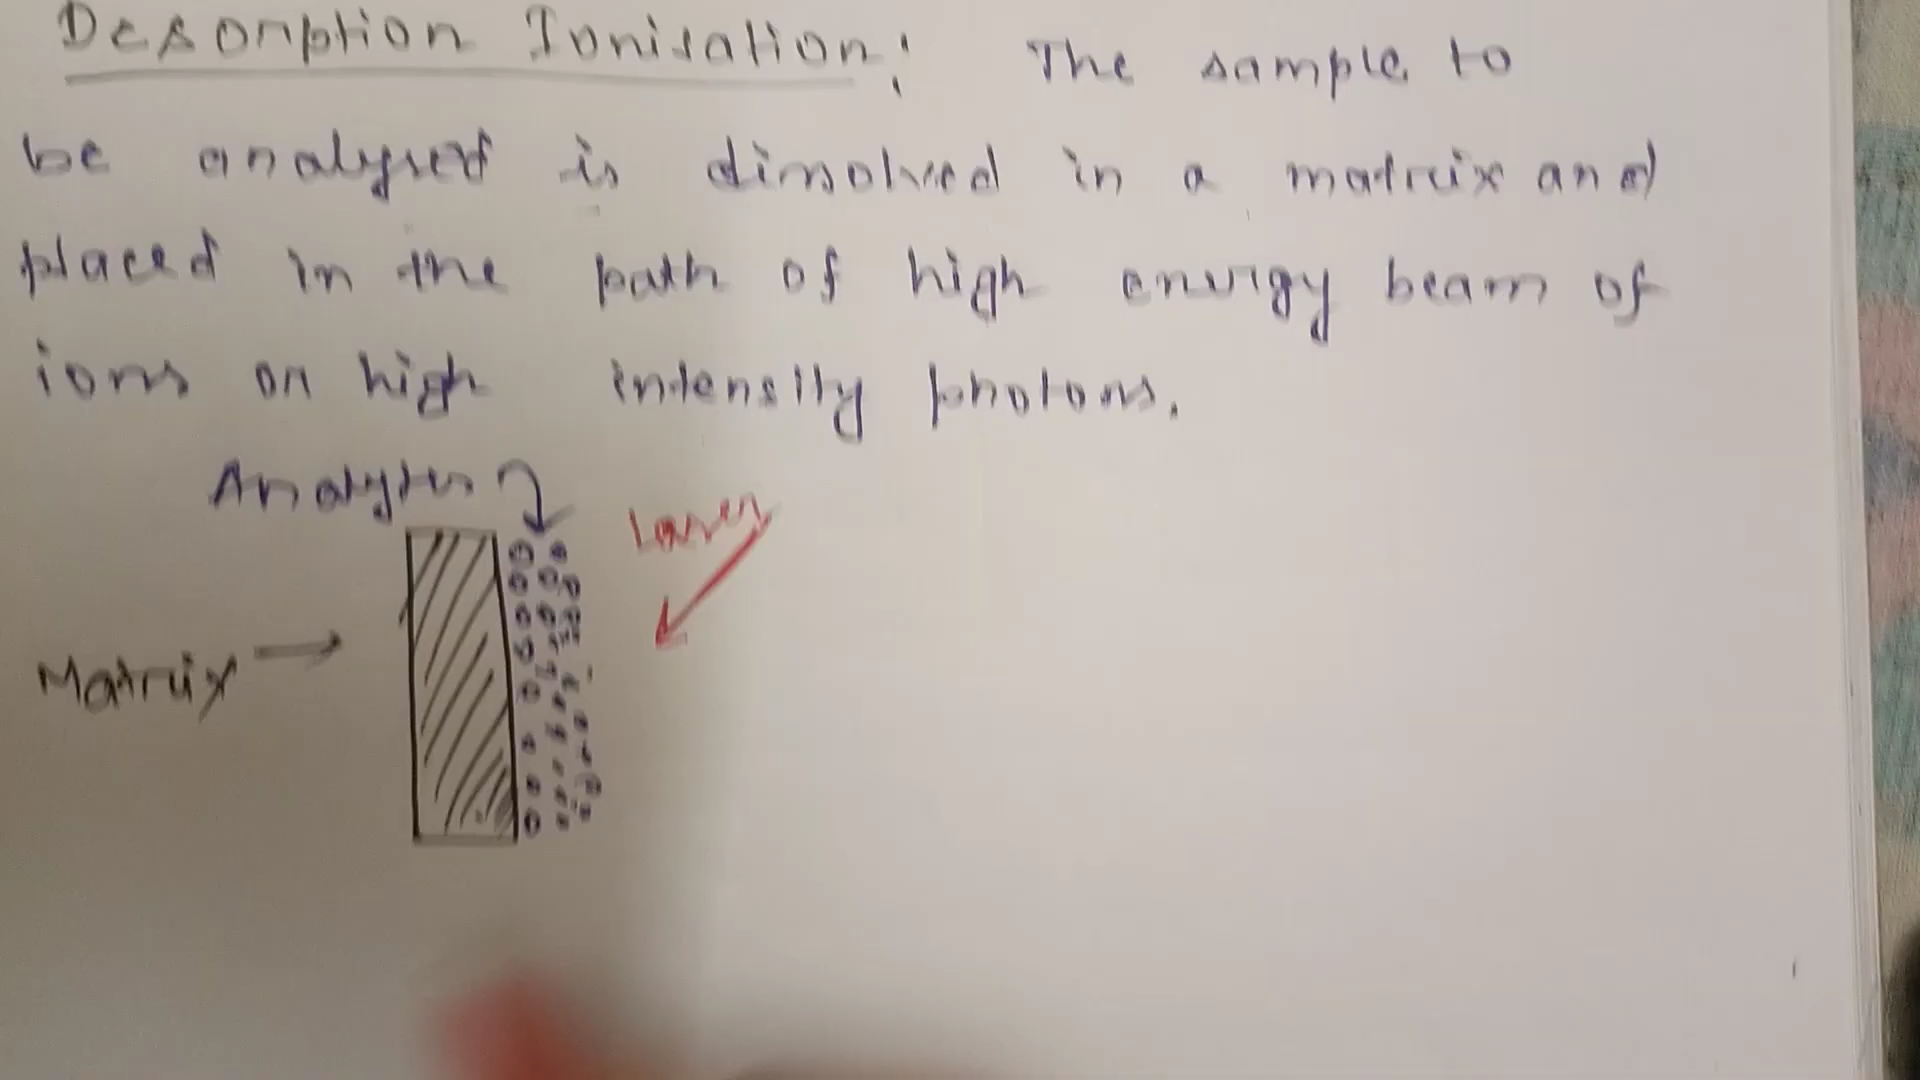 Desorption Ionisation: The sample to
be analysed is dissolved in a matrix and
placed in the path of high energy beam of
ions or high intensity photons.
Analytes
Laser
Matrix